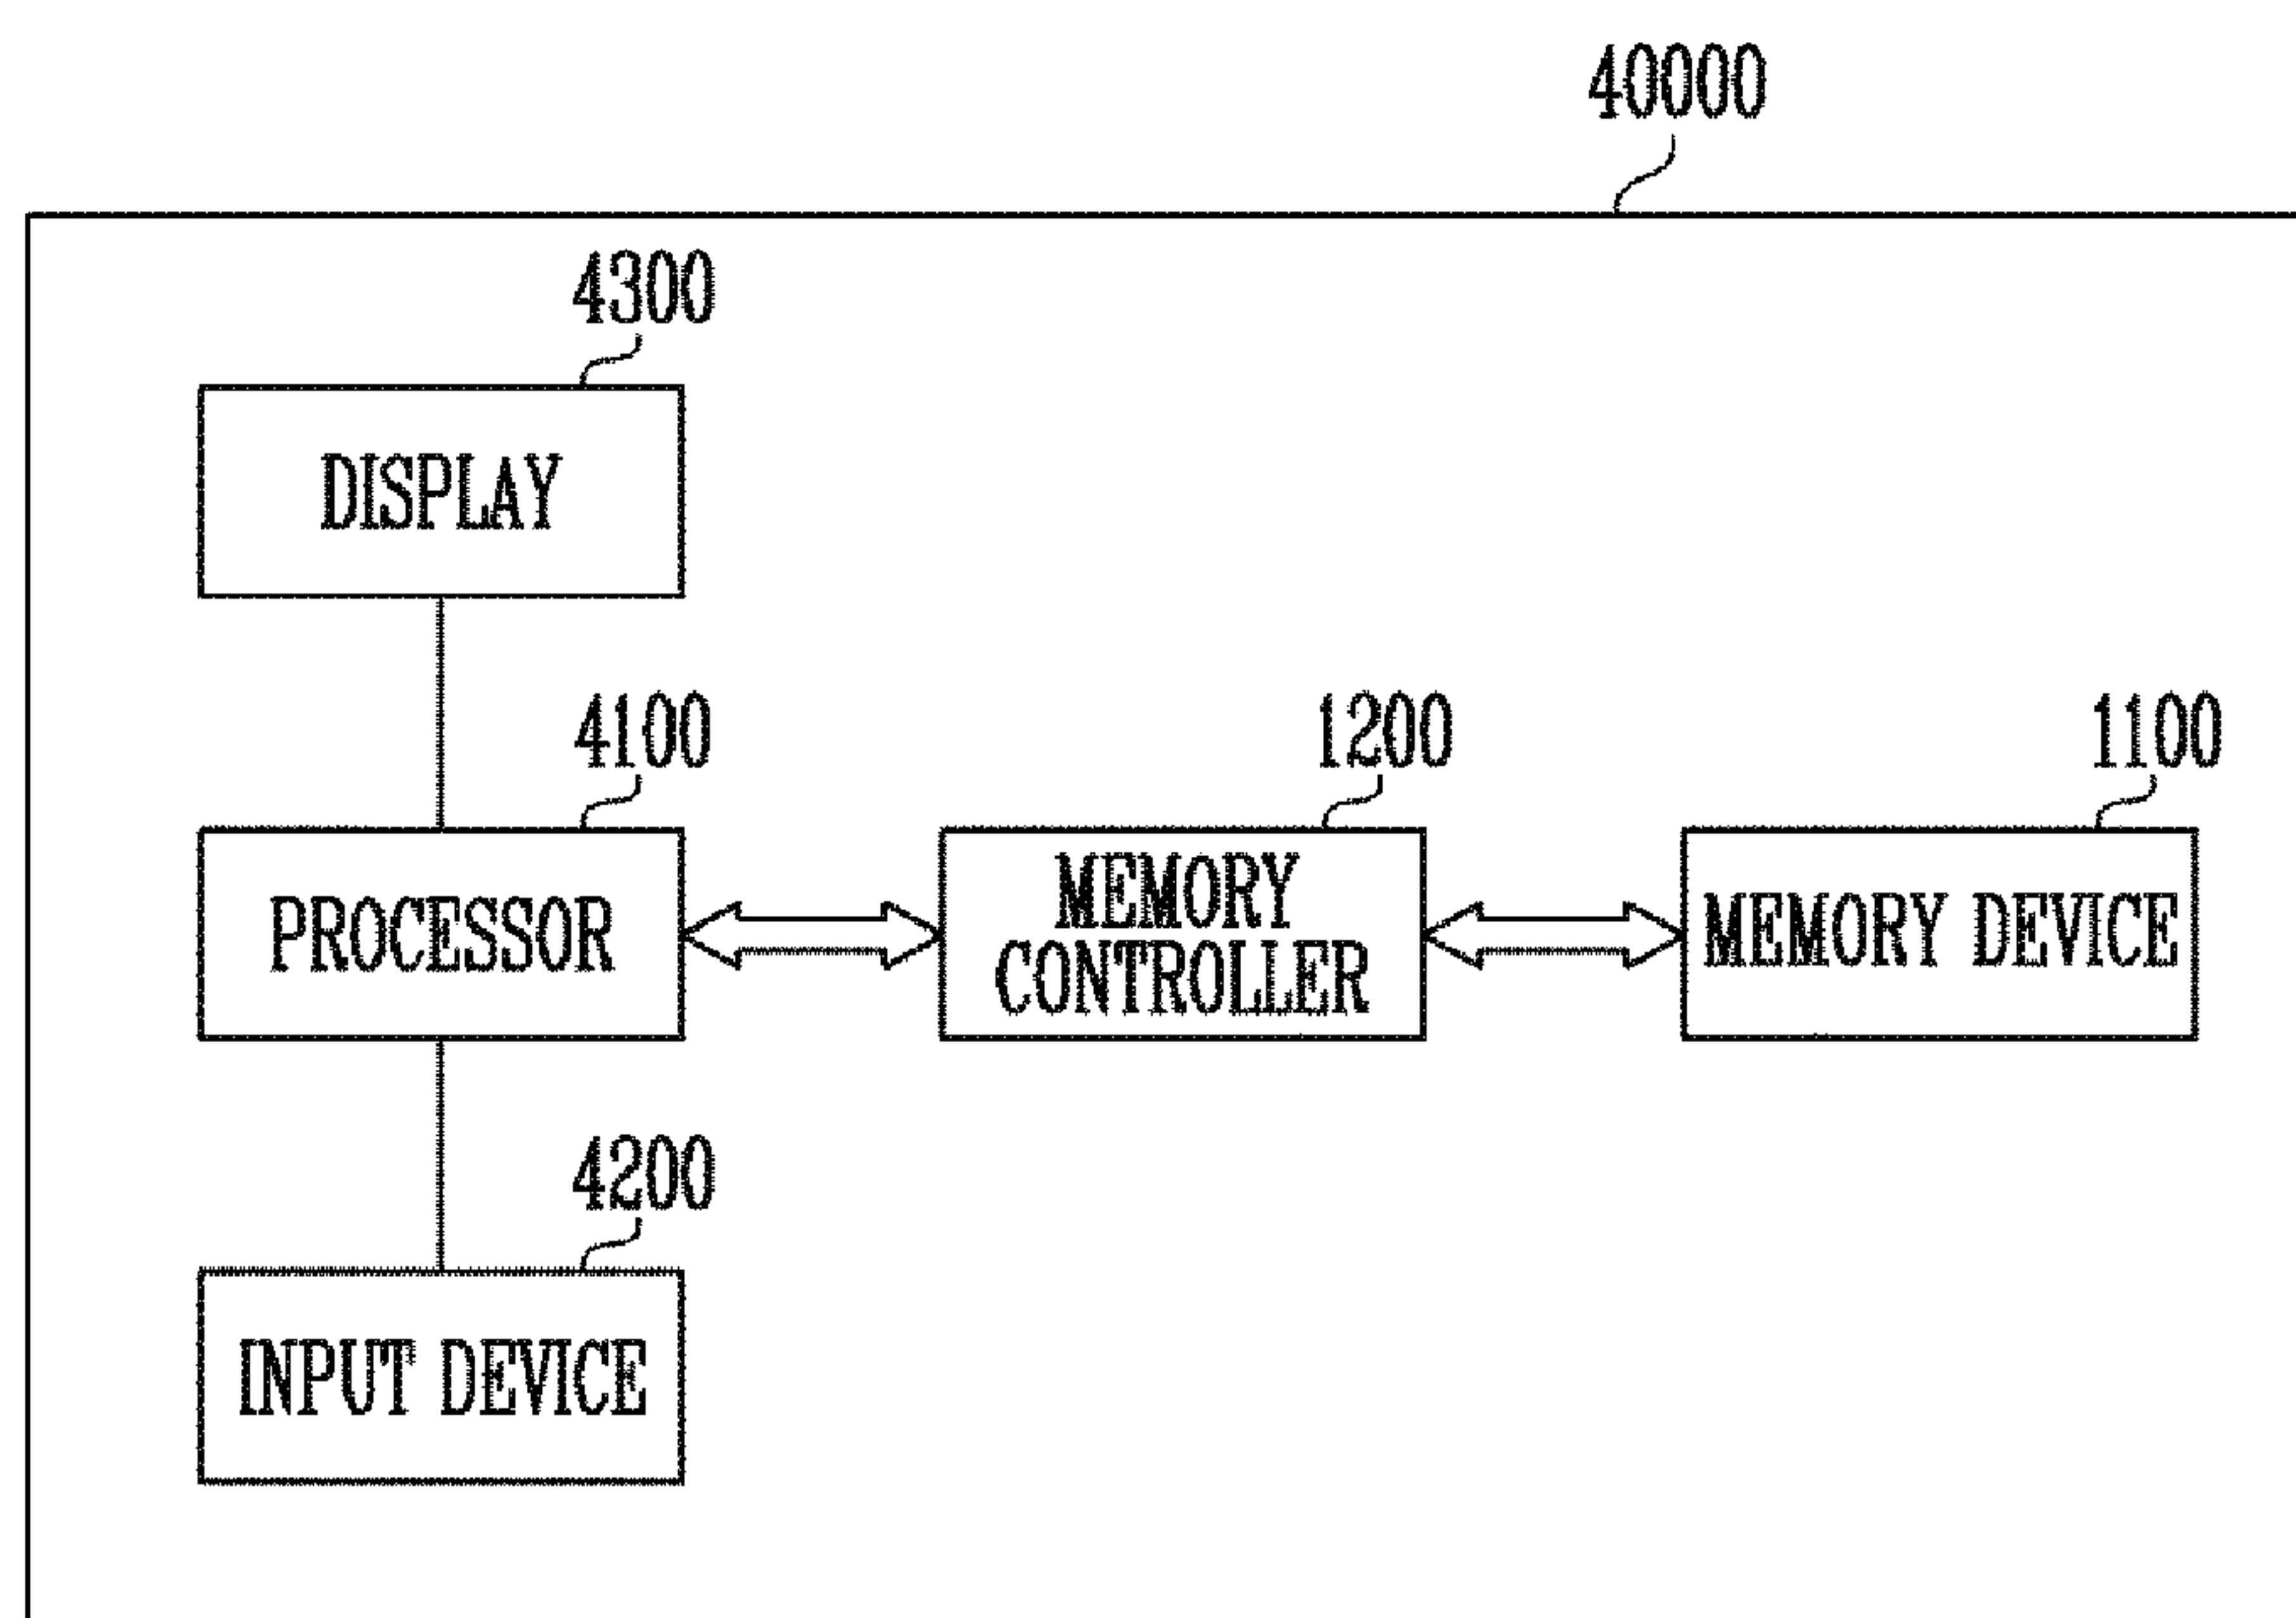 40000
4300
DISPLAY
4100
1200
1100
PROCESSOR
MEMORY
CONTROLLER
MEMORY DEVICE
4200
INPUT DEVICE